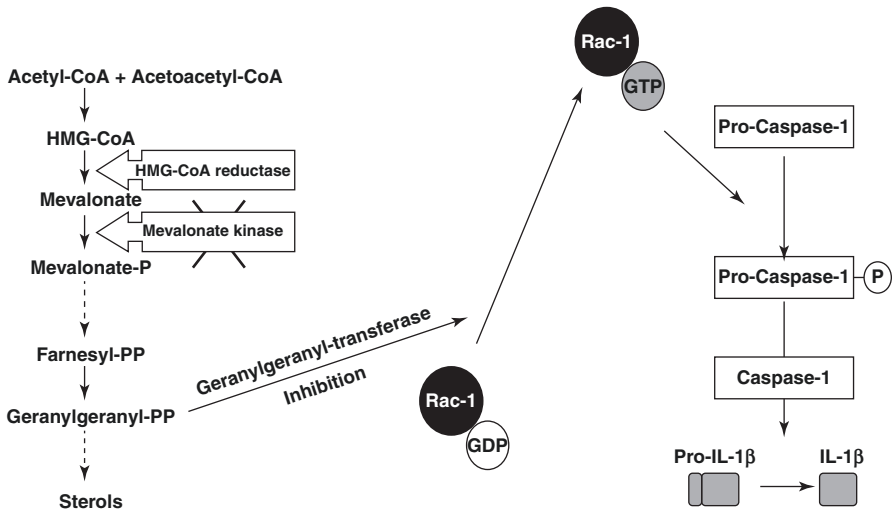 Acetyl-CoA + Acetoacetyl-CoA
HMG-CoA
HMG-CoA reductase
Mevalonate
Mevalonate kinase
Mevalonate-P
Farnesyl-PP
Geranylgeranyl-PP
Sterols
Geranylgeranyl-transferase
Inhibition
Rac-1
GDP
Rac-1
GTP
Pro-Caspase-1
Pro-Caspase-1
P
Caspase-1
Pro-IL-1β
IL-1β